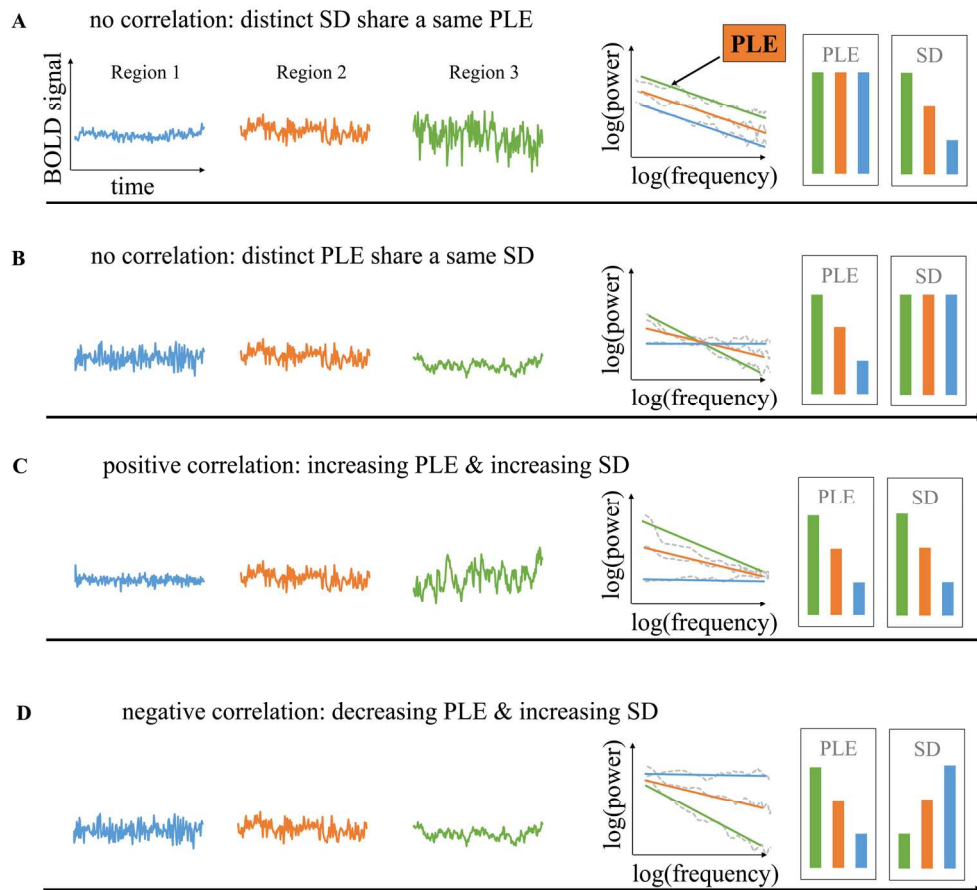 A no correlation: distinct SD share a same PLE
BOLD signal
Region 1
Region 2
Region 3
time
PLE
log(power)
log(frequency)
PLE
SD
B no correlation: distinct PLE share a same SD
log(power)
log(frequency)
PLE
SD
C positive correlation: increasing PLE & increasing SD
log(power)
log(frequency)
PLE
SD
D negative correlation: decreasing PLE & increasing SD
log(power)
log(frequency)
PLE
SD